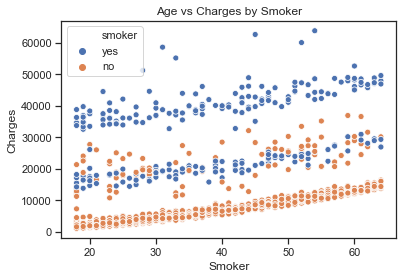 Age vs Charges by Smoker
smoker
yes
no
60000
50000
40000
30000
20000
10000
0
Charges
20
30
40
50
60
Smoker